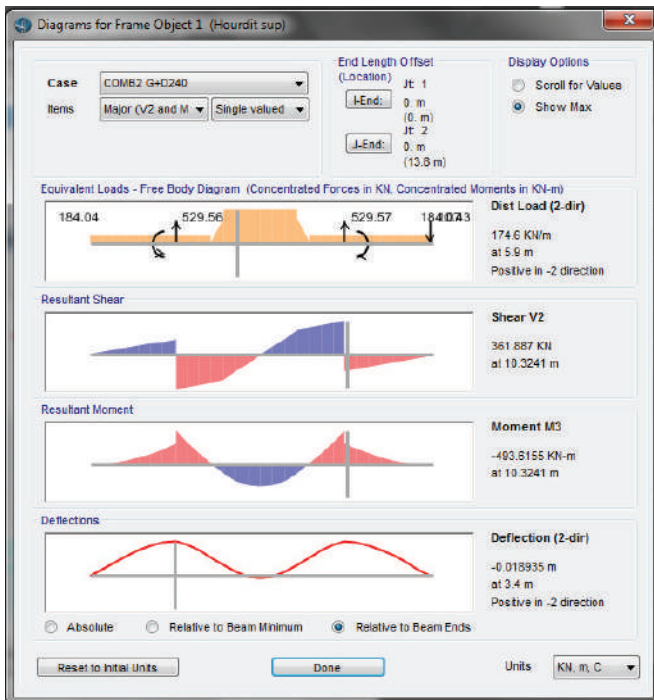 Diagrams for Frame Object 1 (Hourdit sup)
Case COMB2 G+D240
Items Major (V2 and M Single valued
End Length Offset
(Location)
Jt: 1
I-End: 0. m
(0. m)
Jt: 2
J-End: 0. m
(13.8 m)
Display Options
Scroll for Values
Show Max
Equivalent Loads - Free Body Diagram (Concentrated Forces in KN, Concentrated Moments in KN-m)
184.04 529.56 529.57
Dist Load (2-dir)
174.6 KN/m
at 5.9 m
Positive in -2 direction
Resultant Shear
Shear V2
361.887 KN
at 10.3241 m
Resultant Moment
Moment M3
-493.6155 KN-m
at 10.3241 m
Deflections
Deflection (2-dir)
-0.018935 m
at 3.4 m
Positive in -2 direction
Absolute Relative to Beam Minimum Relative to Beam Ends
Reset to Initial Units Done Units KN, m, C